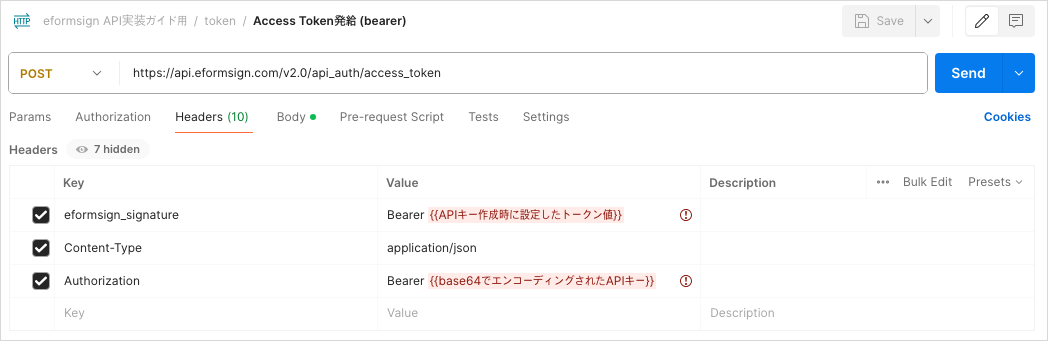 HTTP eformsign API実装ガイド用 / token / Access Token発給 (bearer) Save
POST https://api.eformsign.com/v2.0/api_auth/access_token Send
Params Authorization Headers (10) Body Pre-request Script Tests Settings Cookies
Headers 7 hidden
Key Value Description ••• Bulk Edit Presets
eformsign_signature Bearer {{APIキー作成時に設定したトークン値}}
Content-Type application/json
Authorization Bearer {{base64でエンコーディングされたAPIキー}}
Key Value Description